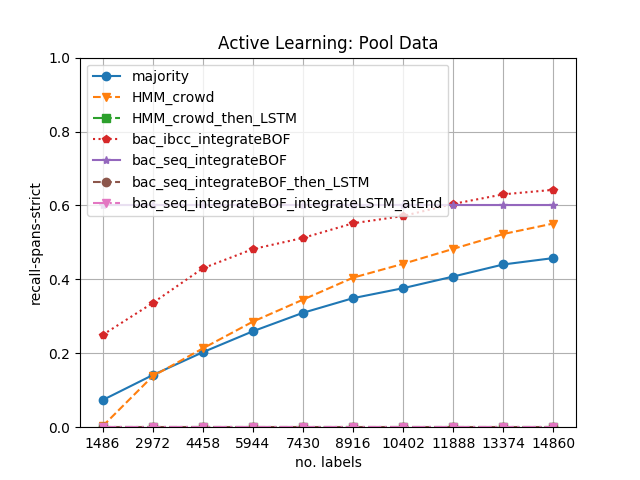 Active Learning: Pool Data
1.0
0.8
0.6
0.4
0.2
0.0
recall-spans-strict
majority
HMM_crowd
HMM_crowd_then_LSTM
bac_ibcc_integrateBOF
bac_seq_integrateBOF
bac_seq_integrateBOF_then_LSTM
bac_seq_integrateBOF_integrateLSTM_atEnd
1486 2972 4458 5944 7430 8916 10402 11888 13374 14860
no. labels